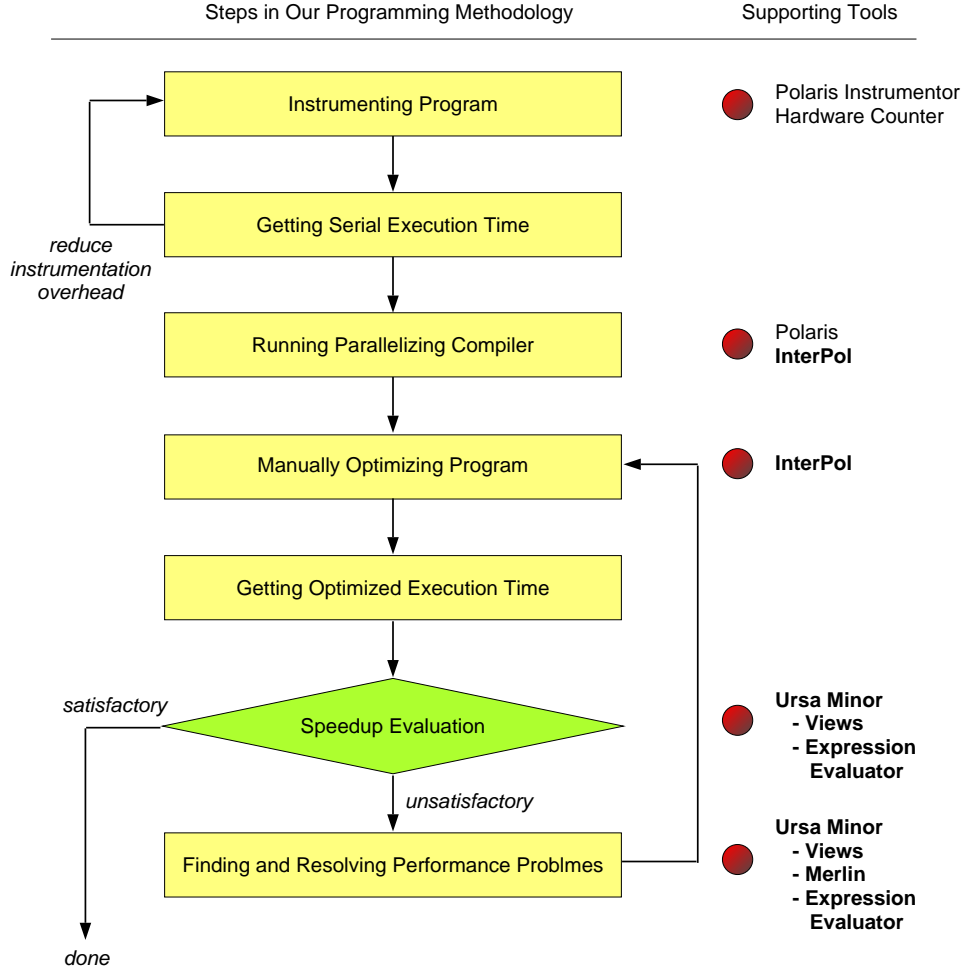 Steps in Our Programming Methodology
Supporting Tools
Instrumenting Program
Polaris Instrumentor
Hardware Counter
Getting Serial Execution Time
reduce
instrumentation
overhead
Running Parallelizing Compiler
Polaris
InterPol
Manually Optimizing Program
InterPol
Getting Optimized Execution Time
satisfactory
Speedup Evaluation
Ursa Minor
- Views
- Expression
Evaluator
unsatisfactory
Finding and Resolving Performance Problmes
Ursa Minor
- Views
- Merlin
- Expression
Evaluator
done